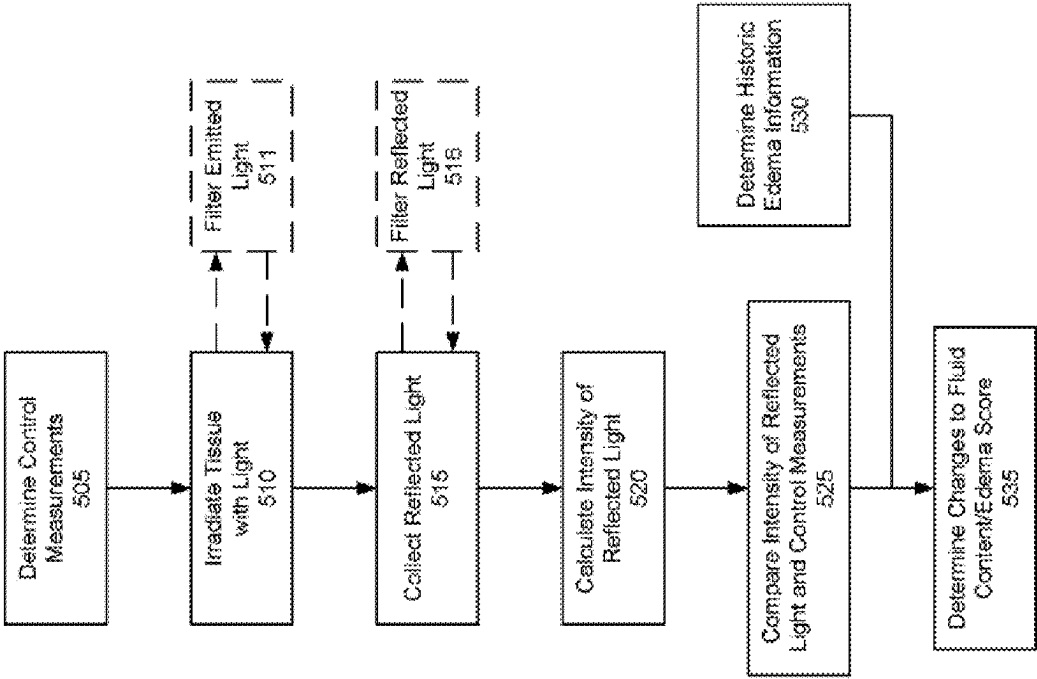 Determine Control
Measurements
505
Irradiate Tissue
with Light
510
Filter Emitted
Light
511
Collect Reflected Light
515
Filter Reflected
Light
516
Calculate Intensity of
Reflected Light
520
Compare Intensity of Reflected
Light and Control Measurements
525
Determine Historic
Edema Information
530
Determine Changes to Fluid
Content/Edema Score
535